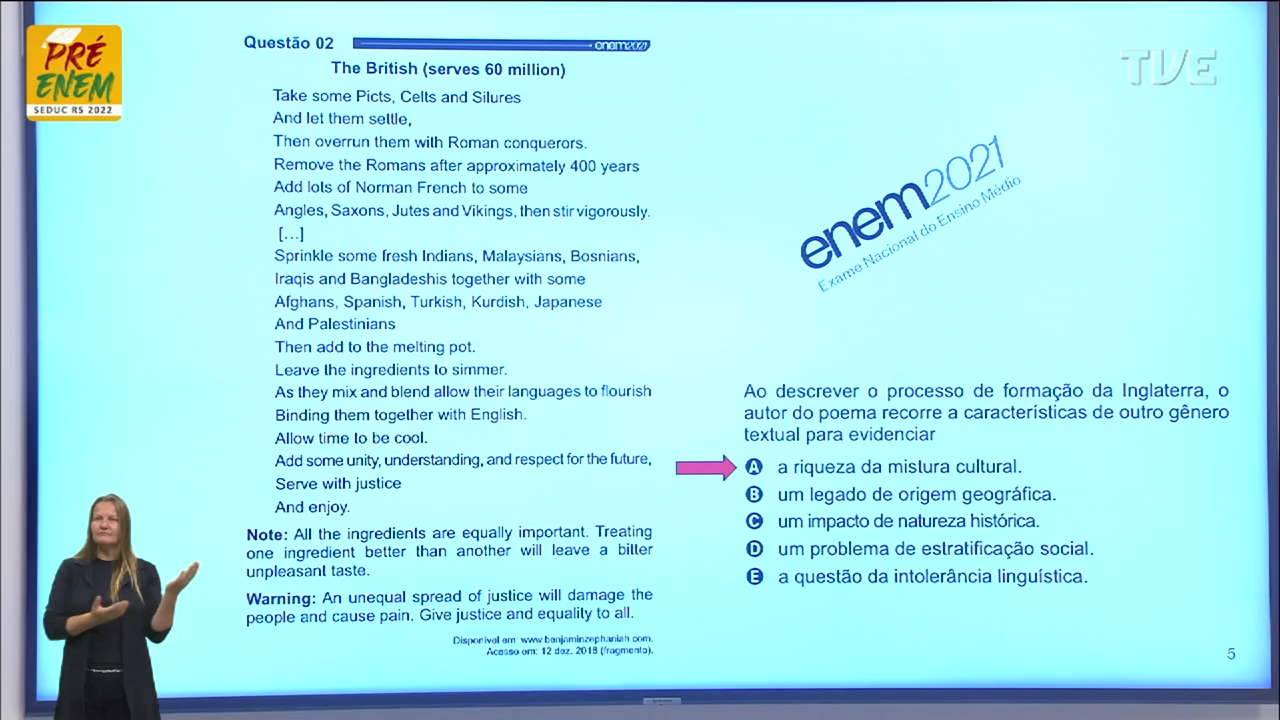 PRÉ
ENEM
SEDUC RS 2022
TVE
Questão 02
enem2021
The British (serves 60 million)
Take some Picts, Celts and Silures
And let them settle,
Then overrun them with Roman conquerors.
Remove the Romans after approximately 400 years
Add lots of Norman French to some
Angles, Saxons, Jutes and Vikings, then stir vigorously.
[...]
Sprinkle some fresh Indians, Malaysians, Bosnians,
Iraqis and Bangladeshis together with some
Afghans, Spanish, Turkish, Kurdish, Japanese
And Palestinians
Then add to the melting pot.
Leave the ingredients to simmer.
As they mix and blend allow their languages to flourish
Binding them together with English.
Allow time to be cool.
Add some unity, understanding, and respect for the future,
Serve with justice
And enjoy.
Note: All the ingredients are equally important. Treating
one ingredient better than another will leave a bitter
unpleasant taste.
Warning: An unequal spread of justice will damage the
people and cause pain. Give justice and equality to all.
Disponível em: www.benjaminzephaniah.com.
Acesso em: 12 dez. 2018 (fragmento).
enem2021
Exame Nacional do Ensino Médio
Ao descrever o processo de formação da Inglaterra, o
autor do poema recorre a características de outro gênero
textual para evidenciar
A a riqueza da mistura cultural.
B um legado de origem geográfica.
C um impacto de natureza histórica.
D um problema de estratificação social.
E a questão da intolerância linguística.
5